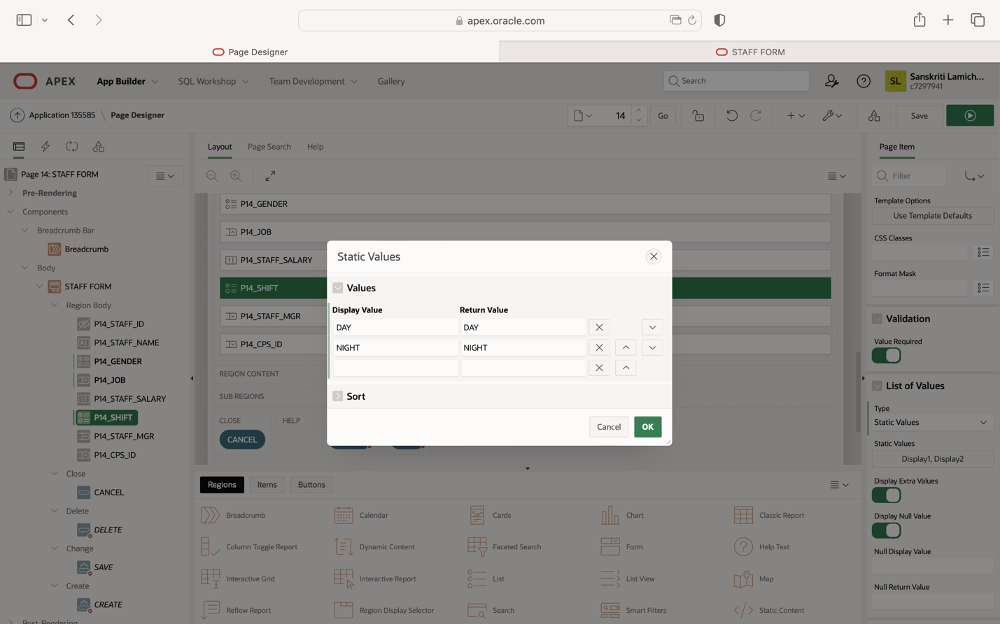 apex.oracle.com
Page Designer
STAFF FORM
APEX
App Builder
SQL Workshop
Team Development
Gallery
Search
SL
Sanskriti Lamich...
c7297941
Application 135585 \ Page Designer
14
Go
Save
Layout
Page Search
Help
Page Item
Page 14: STAFF FORM
Filter
Pre-Rendering
Components
Breadcrumb Bar
Breadcrumb
Body
STAFF FORM
Region Body
P14_STAFF_ID
P14_STAFF_NAME
P14_GENDER
P14_JOB
P14_STAFF_SALARY
P14_SHIFT
P14_STAFF_MGR
P14_CPS_ID
Close
CANCEL
Delete
DELETE
Change
SAVE
Create
CREATE
Post-Rendering
P14_GENDER
P14_JOB
P14_STAFF_SALARY
P14_SHIFT
P14_STAFF_MGR
P14_CPS_ID
REGION CONTENT
SUB REGIONS
CLOSE
HELP
CANCEL
Static Values
Values
Display Value
Return Value
DAY
DAY
NIGHT
NIGHT
Sort
Cancel
OK
Regions
Items
Buttons
Breadcrumb
Calendar
Cards
Chart
Classic Report
Column Toggle Report
Dynamic Content
Faceted Search
Form
Help Text
Interactive Grid
Interactive Report
List
List View
Map
Reflow Report
Region Display Selector
Search
Smart Filters
Static Content
Template Options
Use Template Defaults
CSS Classes
Format Mask
Validation
Value Required
List of Values
Type
Static Values
Static Values
Display1, Display2
Display Extra Values
Display Null Value
Null Display Value
Null Return Value